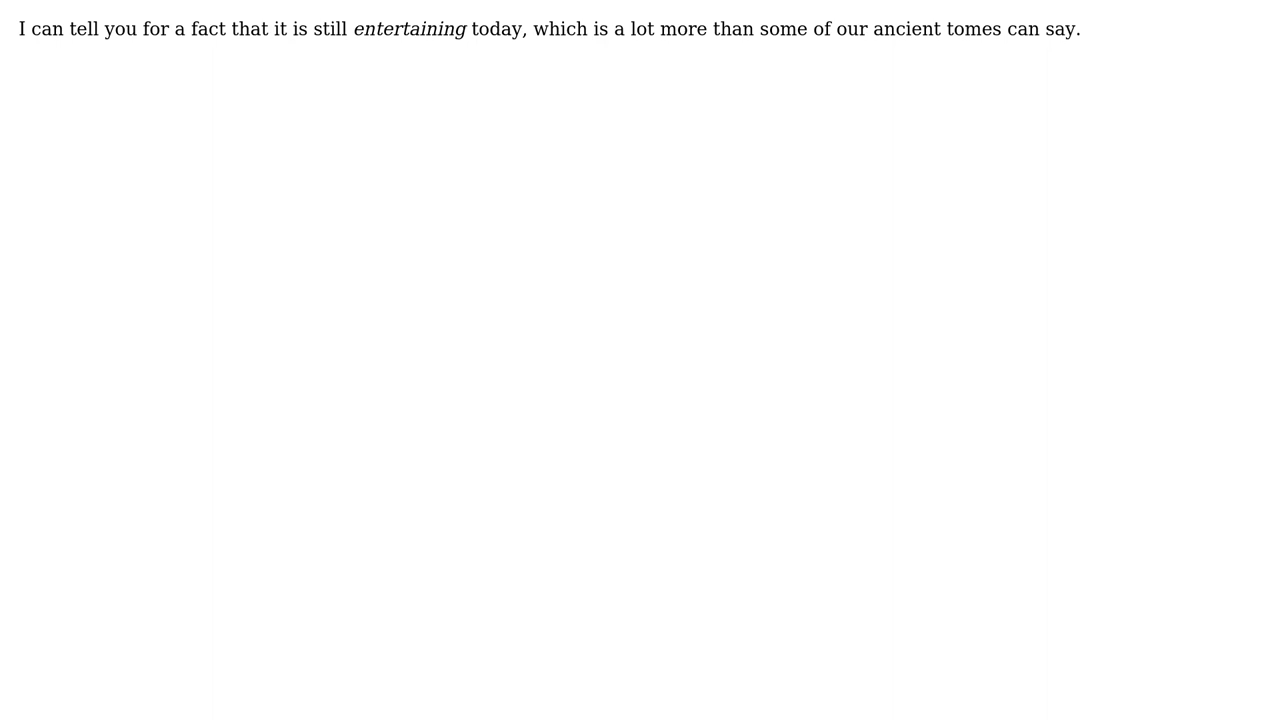 I can tell you for a fact that it is still entertaining today, which is a lot more than some of our ancient tomes can say.